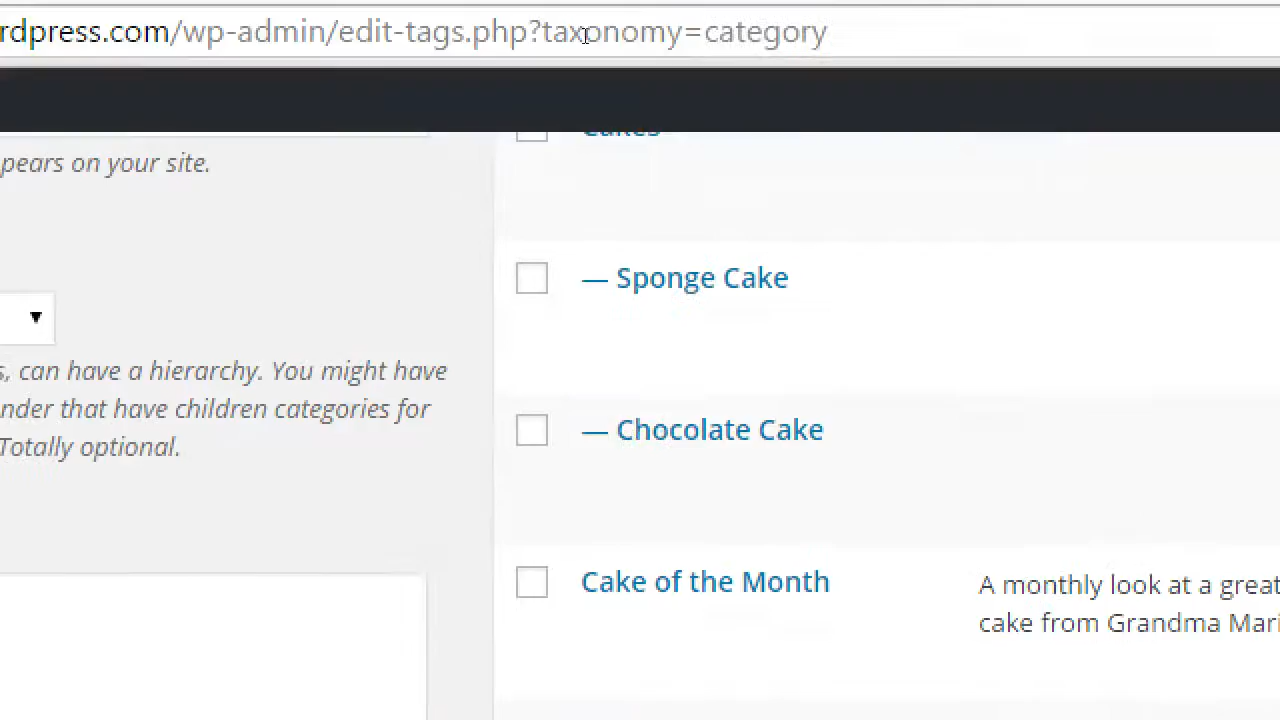 rdpress.com/wp-admin/edit-tags.php?taxonomy=category
Cakes
pears on your site.
— Sponge Cake
s, can have a hierarchy. You might have
nder that have children categories for
Totally optional.
— Chocolate Cake
Cake of the Month
A monthly look at a great
cake from Grandma Mari